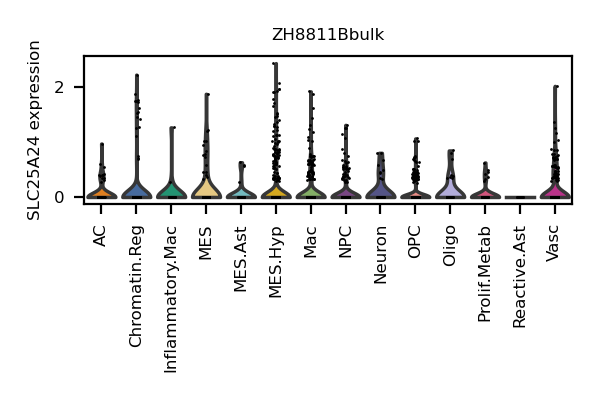 ZH8811Bbulk
SLC25A24 expression
2
0
AC
Chromatin.Reg
Inflammatory.Mac
MES
MES.Ast
MES.Hyp
Mac
NPC
Neuron
OPC
Oligo
Prolif.Metab
Reactive.Ast
Vasc